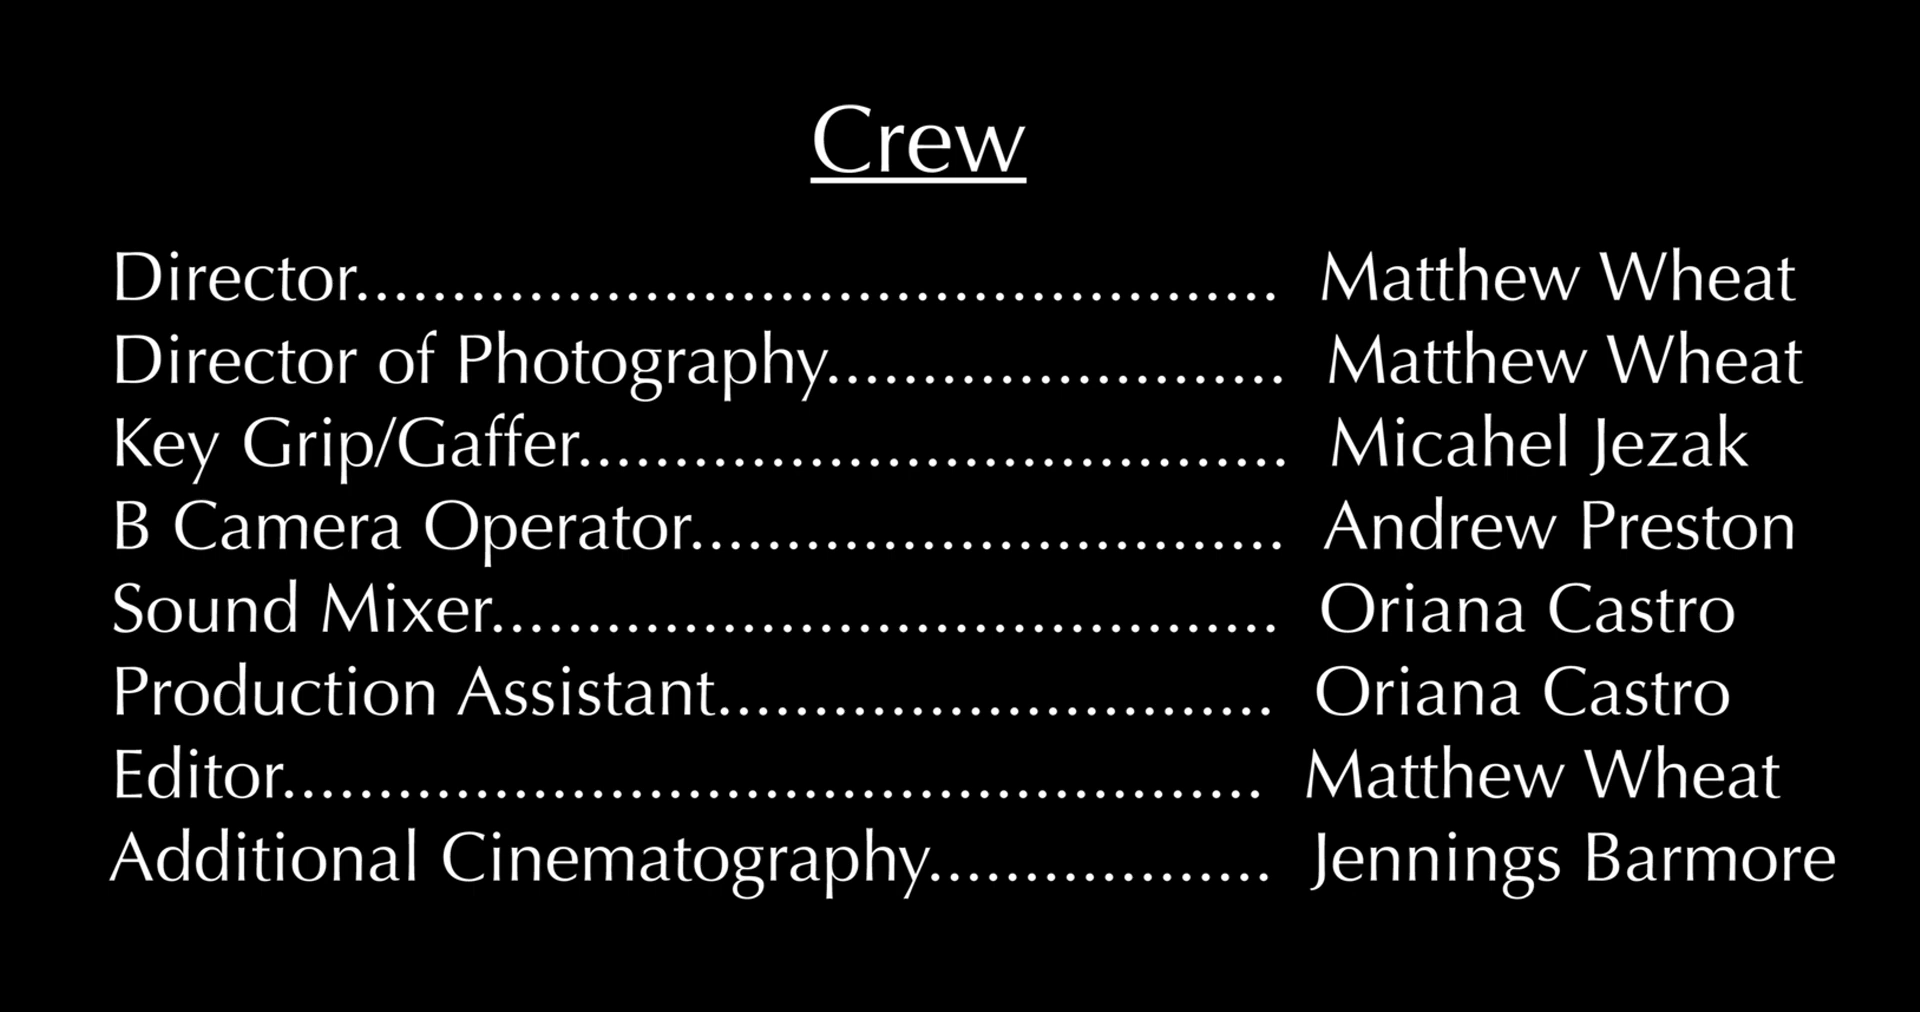 Crew
Director................................................ Matthew Wheat
Director of Photography........................ Matthew Wheat
Key Grip/Gaffer..................................... Micahel Jezak
B Camera Operator............................... Andrew Preston
Sound Mixer......................................... Oriana Castro
Production Assistant............................. Oriana Castro
Editor................................................... Matthew Wheat
Additional Cinematography.................. Jennings Barmore